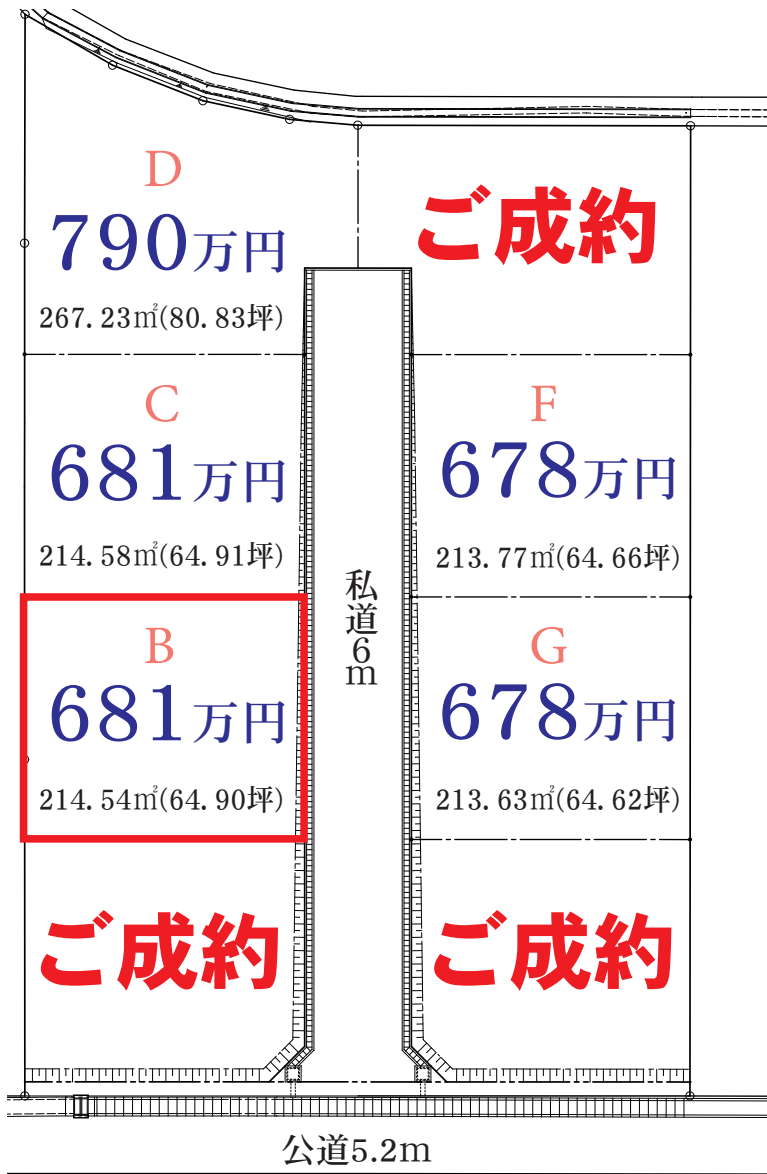 D
790万円
267.23㎡(80.83坪)
ご成約
C
681万円
214.58㎡(64.91坪)
F
678万円
213.77㎡(64.66坪)
私道6m
B
681万円
214.54㎡(64.90坪)
G
678万円
213.63㎡(64.62坪)
ご成約
ご成約
公道5.2m